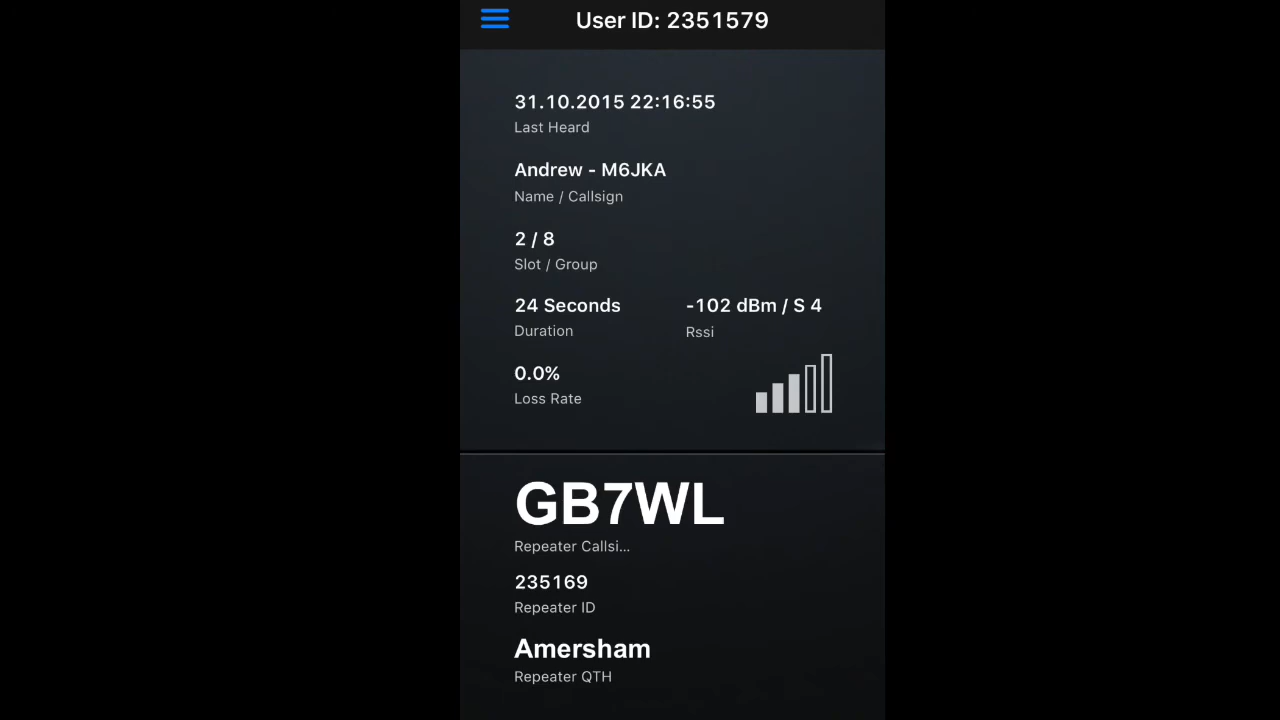 User ID: 2351579
31.10.2015 22:16:55
Last Heard
Andrew - M6JKA
Name / Callsign
2 / 8
Slot / Group
24 Seconds
-102 dBm / S 4
Duration
Rssi
0.0%
Loss Rate
GB7WL
Repeater Callsi...
235169
Repeater ID
Amersham
Repeater QTH